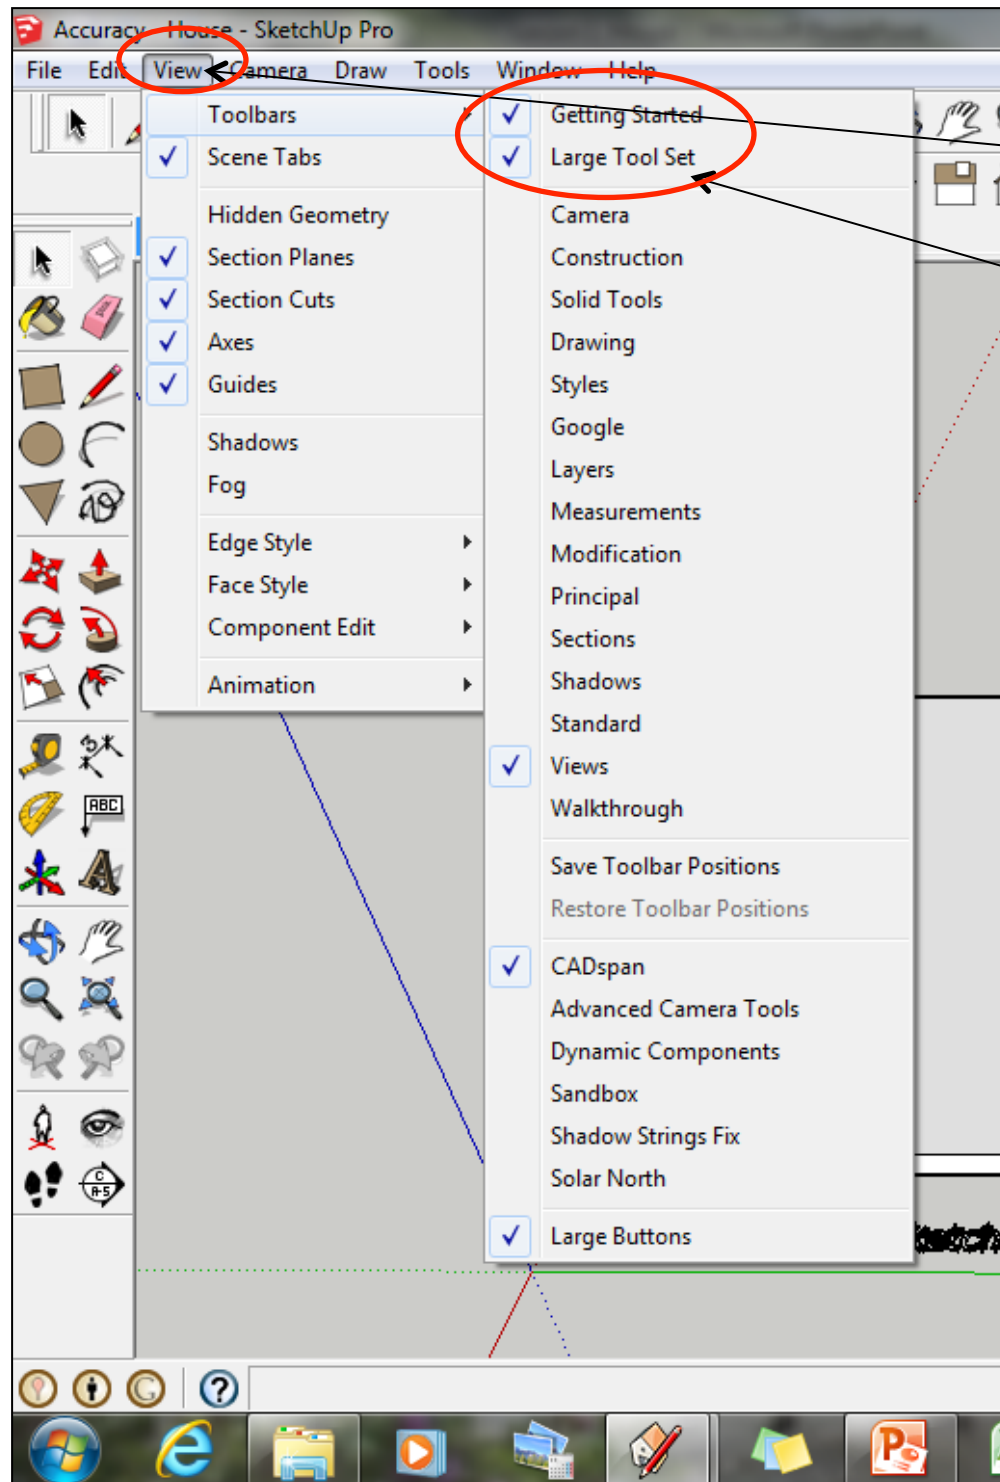 Accuracy - House - SketchUp Pro
File Edit View Camera Draw Tools Window Help
Toolbars
Scene Tabs
Hidden Geometry
Section Planes
Section Cuts
Axes
Guides
Shadows
Fog
Edge Style
Face Style
Component Edit
Animation
Getting Started
Large Tool Set
Camera
Construction
Solid Tools
Drawing
Styles
Google
Layers
Measurements
Modification
Principal
Sections
Shadows
Standard
Views
Walkthrough
Save Toolbar Positions
Restore Toolbar Positions
CADspan
Advanced Camera Tools
Dynamic Components
Sandbox
Shadow Strings Fix
Solar North
Large Buttons
ABC
A
C
A-5
G
?
e
P